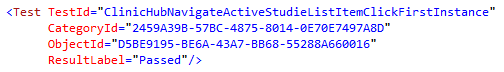 <Test TestId="ClinicHubNavigateActiveStudieListItemClickFirstInstance"
CategoryId="2459A39B-57BC-4875-8014-0E70E7497A8D"
ObjectId="D5BE9195-BE6A-43A7-BB68-55288A660016"
ResultLabel="Passed"/>